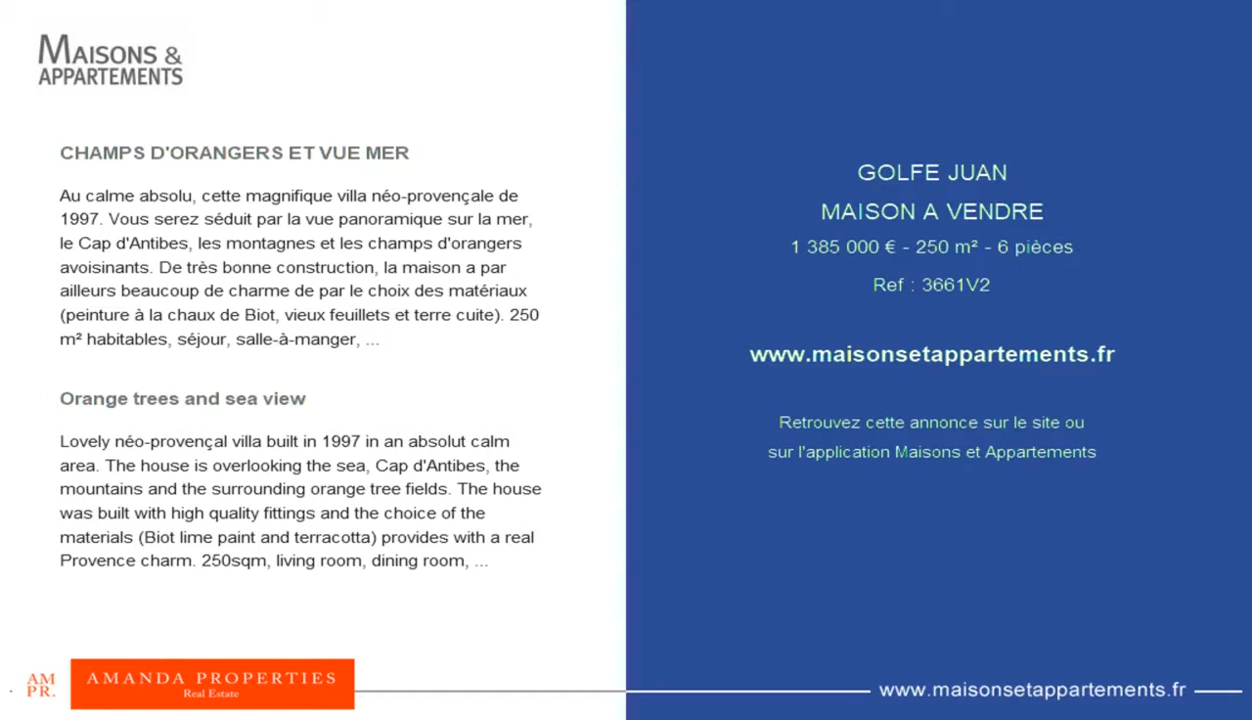 MAISONS &
APPARTEMENTS
CHAMPS D'ORANGERS ET VUE MER
Au calme absolu, cette magnifique villa néo-provençale de
1997. Vous serez séduit par la vue panoramique sur la mer,
le Cap d'Antibes, les montagnes et les champs d'orangers
avoisinants. De très bonne construction, la maison a par
ailleurs beaucoup de charme de par le choix des matériaux
(peinture à la chaux de Biot, vieux feuillets et terre cuite). 250
m² habitables, séjour, salle-à-manger, ...
Orange trees and sea view
Lovely néo-provençal villa built in 1997 in an absolut calm
area. The house is overlooking the sea, Cap d'Antibes, the
mountains and the surrounding orange tree fields. The house
was built with high quality fittings and the choice of the
materials (Biot lime paint and terracotta) provides with a real
Provence charm. 250sqm, living room, dining room, ...
AM
PR.
AMANDA PROPERTIES
Real Estate
GOLFE JUAN
MAISON A VENDRE
1 385 000 € - 250 m² - 6 pièces
Ref : 3661V2
www.maisonsetappartements.fr
Retrouvez cette annonce sur le site ou
sur l'application Maisons et Appartements
www.maisonsetappartements.fr